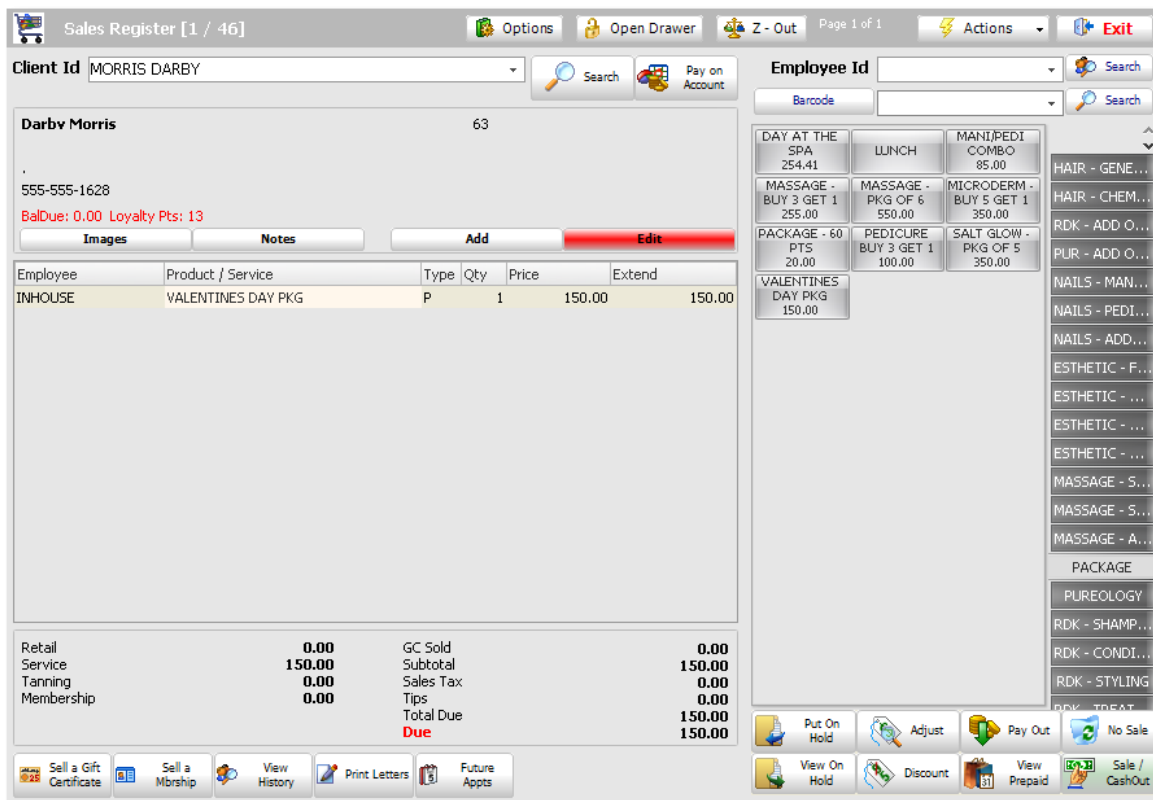 Sales Register [1 / 46]
Options
Open Drawer
Z - Out
Page 1 of 1
Actions
Exit
Client Id
MORRIS DARBY
Search
Pay on
Account
Employee Id
Search
Barcode
Search
Darby Morris
63
.
555-555-1628
BalDue: 0.00 Loyalty Pts: 13
Images
Notes
Add
Edit
Employee
Product / Service
Type
Qty
Price
Extend
INHOUSE
VALENTINES DAY PKG
P
1
150.00
150.00
DAY AT THE
SPA
254.41
LUNCH
MANI/PEDI
COMBO
85.00
MASSAGE -
BUY 3 GET 1
255.00
MASSAGE -
PKG OF 6
550.00
MICRODERM -
BUY 5 GET 1
350.00
PACKAGE - 60
PTS
20.00
PEDICURE
BUY 3 GET 1
100.00
SALT GLOW -
PKG OF 5
350.00
VALENTINES
DAY PKG
150.00
HAIR - GENE...
HAIR - CHEM...
RDK - ADD O...
PUR - ADD O...
NAILS - MAN...
NAILS - PEDI...
NAILS - ADD...
ESTHETIC - F...
ESTHETIC - ...
ESTHETIC - ...
ESTHETIC - ...
MASSAGE - S...
MASSAGE - S...
MASSAGE - A...
PACKAGE
PUREOLOGY
RDK - SHAMP...
RDK - CONDI...
RDK - STYLING
RDK - TREAT
Retail 0.00
Service 150.00
Tanning 0.00
Membership 0.00
GC Sold 0.00
Subtotal 150.00
Sales Tax 0.00
Tips 0.00
Total Due 150.00
Due 150.00
Put On
Hold
Adjust
Pay Out
No Sale
Sell a Gift
Certificate
Sell a
Mbrship
View
History
Print Letters
Future
Appts
View On
Hold
Discount
View
Prepaid
Sale /
CashOut